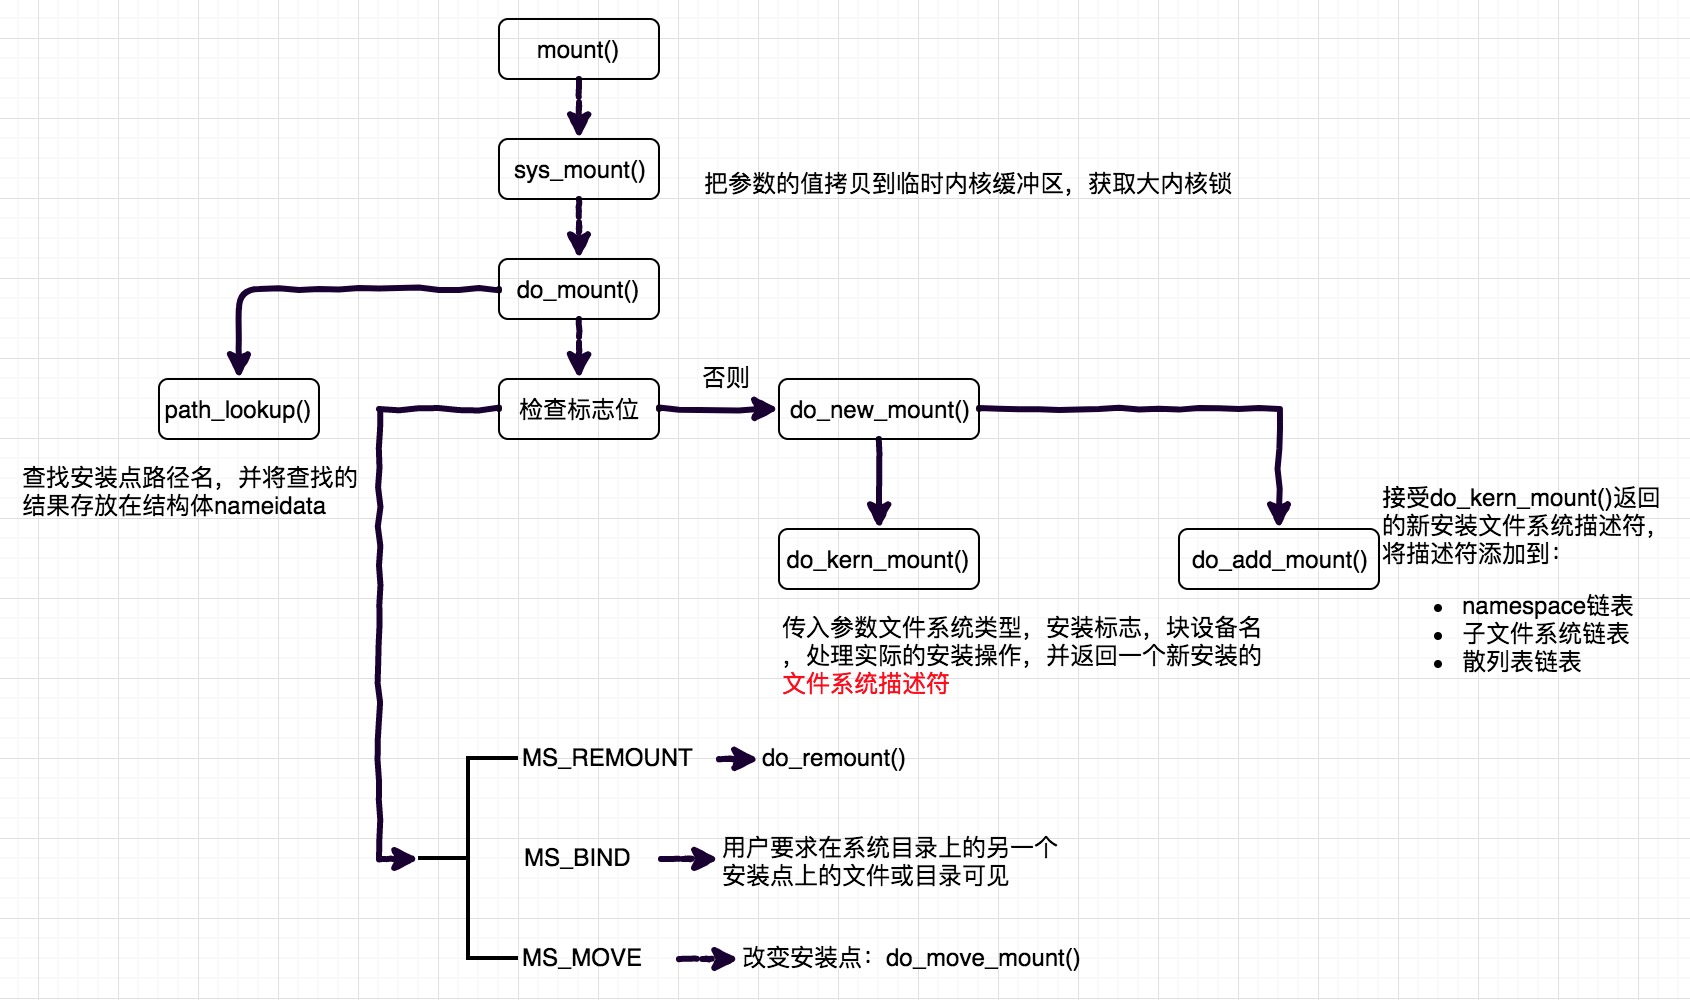 mount()
sys_mount()
把参数的值拷贝到临时内核缓冲区，获取大内核锁
do_mount()
path_lookup()
检查标志位
否则
do_new_mount()
查找安装点路径名，并将查找的
结果存放在结构体nameidata
do_kern_mount()
do_add_mount()
接受do_kern_mount()返回
的新安装文件系统描述符，
将描述符添加到：
• namespace链表
• 子文件系统链表
• 散列表链表
传入参数文件系统类型，安装标志，块设备名
，处理实际的安装操作，并返回一个新安装的
文件系统描述符
MS_REMOUNT
do_remount()
MS_BIND
用户要求在系统目录上的另一个
安装点上的文件或目录可见
MS_MOVE
改变安装点：do_move_mount()